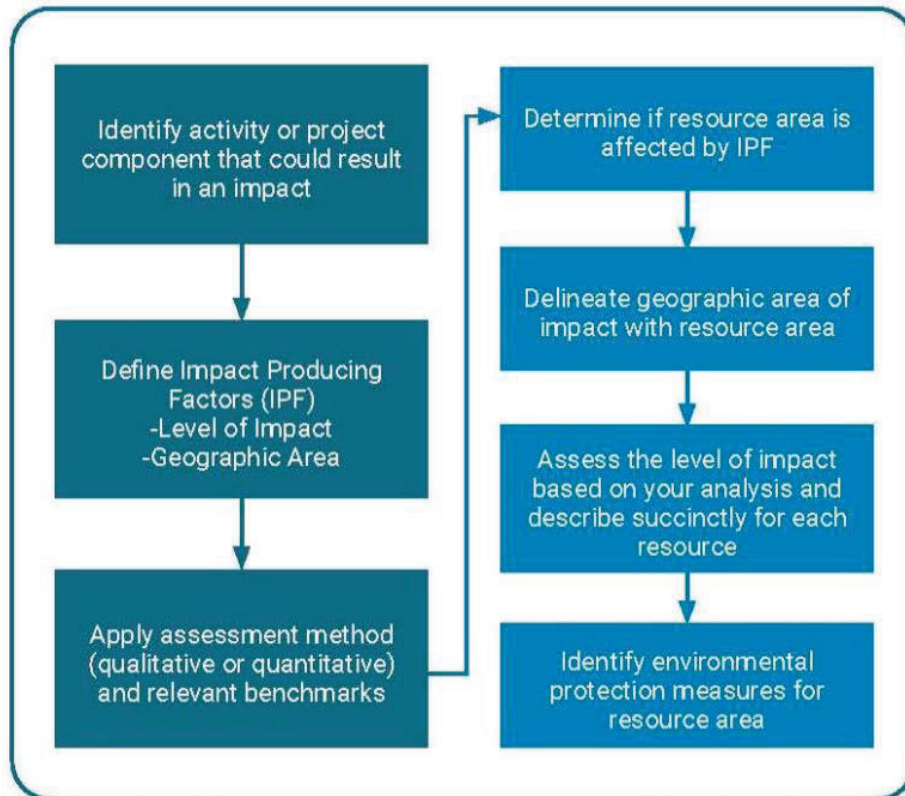 Identify activity or project
component that could result
in an impact
Define Impact Producing
Factors (IPF)
-Level of Impact
-Geographic Area
Apply assessment method
(qualitative or quantitative)
and relevant benchmarks
Determine if resource area is
affected by IPF
Delineate geographic area of
impact with resource area
Assess the level of impact
based on your analysis and
describe succinctly for each
resource
Identify environmental
protection measures for
resource area